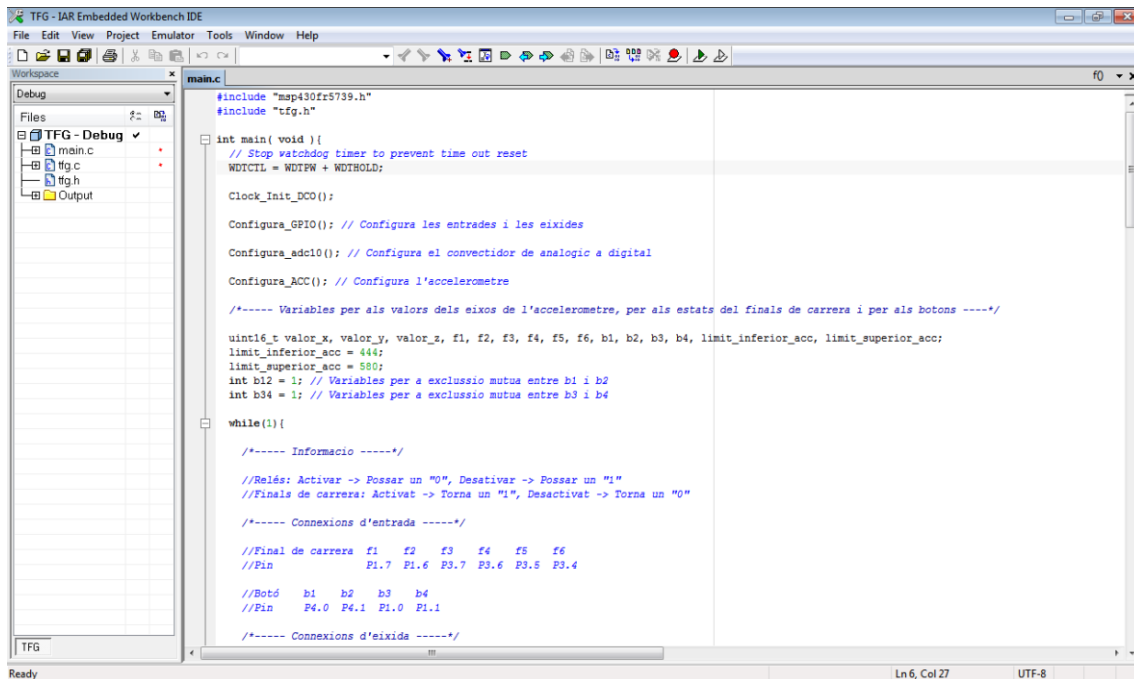 TFG - IAR Embedded Workbench IDE
File Edit View Project Emulator Tools Window Help
Workspace
main.c
f()
Debug
Files
TFG - Debug
main.c
tfg.c
tfg.h
Output
#include "msp430fr5739.h"
#include "tfg.h"
int main( void ){
// Stop watchdog timer to prevent time out reset
WDTCTL = WDTPW + WDTHOLD;
Clock_Init_DCO();
Configura_GPIO(); // Configura les entrades i les eixides
Configura_adc10(); // Configura el convectidor de analogic a digital
Configura_ACC(); // Configura l'accelerometre
/*----- Variables per als valors dels eixos de l'accelerometre, per als estats del finals de carrera i per als botons ----*/
uint16_t valor_x, valor_y, valor_z, f1, f2, f3, f4, f5, f6, b1, b2, b3, b4, limit_inferior_acc, limit_superior_acc;
limit_inferior_acc = 444;
limit_superior_acc = 580;
int b12 = 1; // Variables per a exclussio mutua entre b1 i b2
int b34 = 1; // Variables per a exclussio mutua entre b3 i b4
while(1){
/*----- Informacio -----*/
//Relés: Activar -> Possar un "0", Desativar -> Possar un "1"
//Finals de carrera: Activat -> Torna un "1", Desactivat -> Torna un "0"
/*----- Connexions d'entrada -----*/
//Final de carrera f1 f2 f3 f4 f5 f6
//Pin P1.7 P1.6 P3.7 P3.6 P3.5 P3.4
//Botó b1 b2 b3 b4
//Pin P4.0 P4.1 P1.0 P1.1
/*----- Connexions d'eixida -----*/
TFG
Ready
Ln 6, Col 27
UTF-8